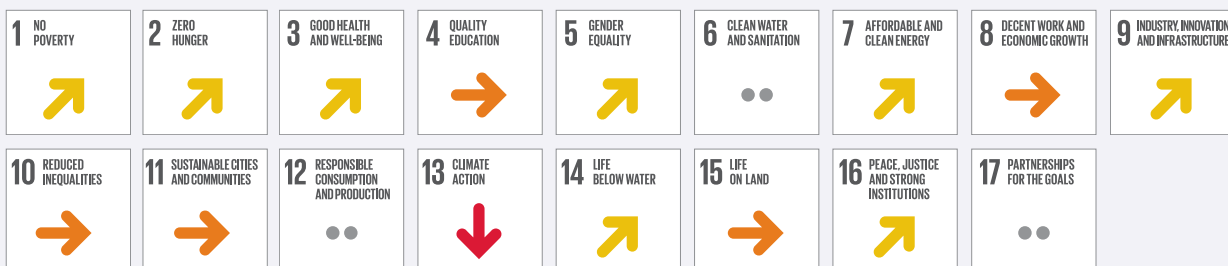 1 NO
POVERTY
2 ZERO
HUNGER
3 GOOD HEALTH
AND WELL-BEING
4 QUALITY
EDUCATION
5 GENDER
EQUALITY
6 CLEAN WATER
AND SANITATION
7 AFFORDABLE AND
CLEAN ENERGY
8 DECENT WORK AND
ECONOMIC GROWTH
9 INDUSTRY, INNOVATION
AND INFRASTRUCTURE
10 REDUCED
INEQUALITIES
11 SUSTAINABLE CITIES
AND COMMUNITIES
12 RESPONSIBLE
CONSUMPTION
AND PRODUCTION
13 CLIMATE
ACTION
14 LIFE
BELOW WATER
15 LIFE
ON LAND
16 PEACE, JUSTICE
AND STRONG
INSTITUTIONS
17 PARTNERSHIPS
FOR THE GOALS